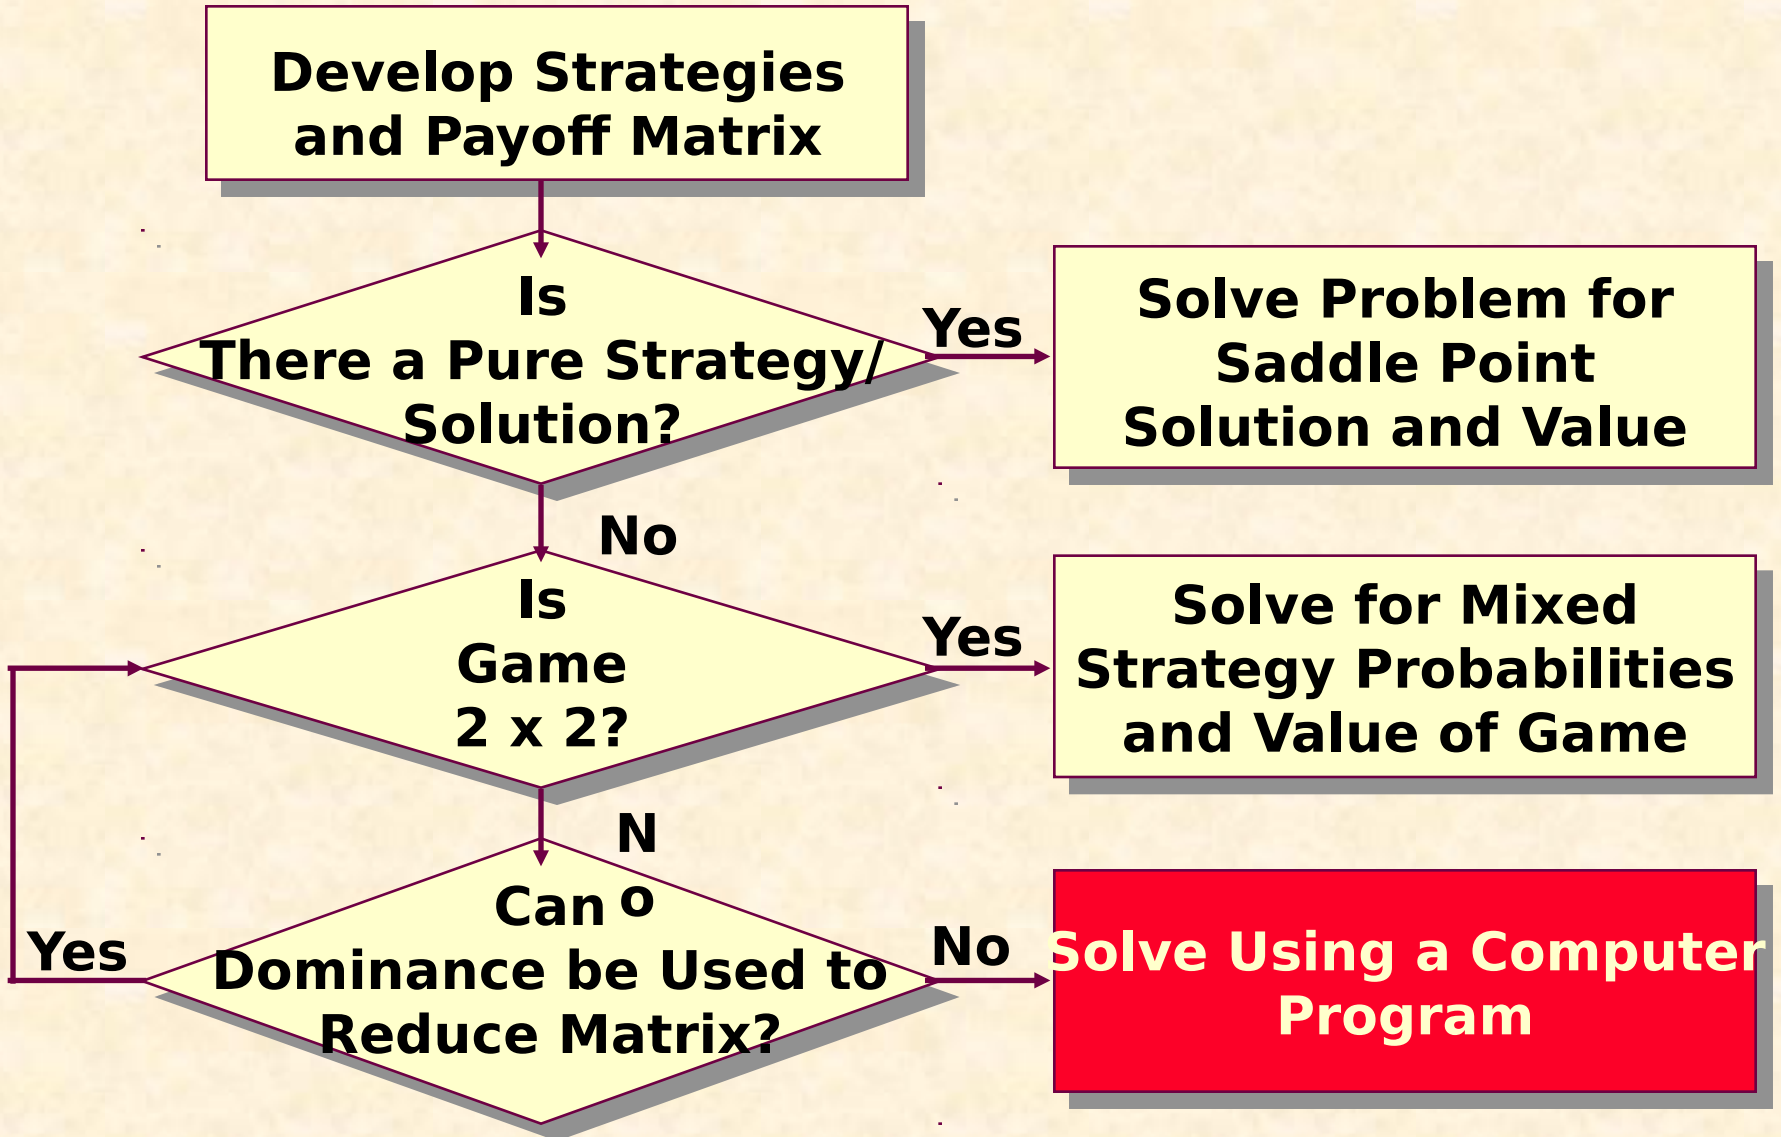 Develop Strategies
and Payoff Matrix
Is
There a Pure Strategy/
Solution?
Yes
Solve Problem for
Saddle Point
Solution and Value
No
Is
Game
2 x 2?
Yes
Solve for Mixed
Strategy Probabilities
and Value of Game
N
o
Can
Dominance be Used to
Reduce Matrix?
Yes
No
Solve Using a Computer
Program